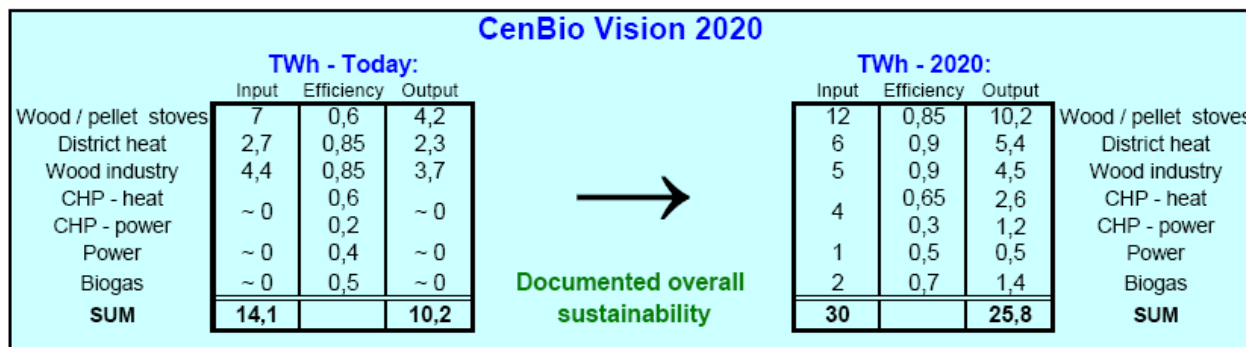 CenBio Vision 2020
TWh - Today: TWh - 2020:
Input Efficiency Output Input Efficiency Output
Wood / pellet stoves 7 0,6 4,2 12 0,85 10,2 Wood / pellet stoves
District heat 2,7 0,85 2,3 6 0,9 5,4 District heat
Wood industry 4,4 0,85 3,7 5 0,9 4,5 Wood industry
CHP - heat ~ 0 0,6 ~ 0 4 0,65 2,6 CHP - heat
CHP - power 0,2 0,3 1,2 CHP - power
Power ~ 0 0,4 ~ 0 1 0,5 0,5 Power
Biogas ~ 0 0,5 ~ 0 Documented overall 2 0,7 1,4 Biogas
SUM 14,1 10,2 sustainability 30 25,8 SUM